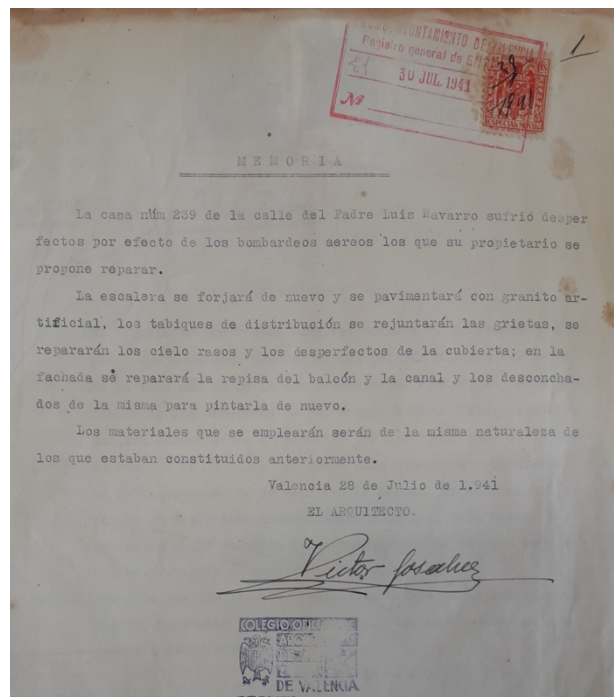 AYUNTAMIENTO DE VALENCIA
Registro general de
30 JUL. 1941
Nº
1
MEMORIA
La casa núm 239 de la calle del Padre Luis Navarro sufrió desper
fectos por efecto de los bombardeos aereos los que su propietario se
propone reparar.
La escalera se forjará de nuevo y se pavimentará con granito ar-
tificial, los tabiques de distribución se rejuntarán las grietas, se
repararán los cielo rasos y los desperfectos de la cubierta; en la
fachada se reparará la repisa del balcón y la canal y los desconcha-
dos de la misma para pintarla de nuevo.
Los materiales que se emplearán serán de la misma naturaleza de
los que estaban constituidos anteriormente.
Valencia 28 de Julio de 1.941
EL ARQUITECTO.
Victor
COLEGIO
DE VALENCIA